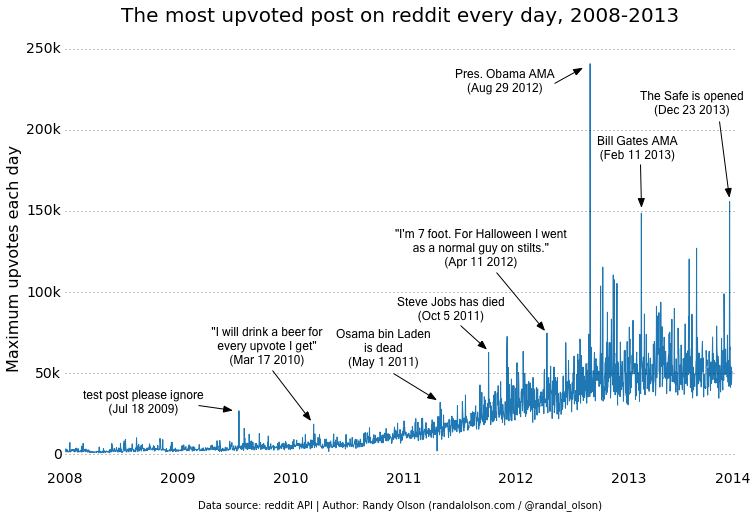 The most upvoted post on reddit every day, 2008-2013
Maximum upvotes each day
250k
200k
150k
100k
50k
0
Pres. Obama AMA
(Aug 29 2012)
The Safe is opened
(Dec 23 2013)
Bill Gates AMA
(Feb 11 2013)
"I'm 7 foot. For Halloween I went
as a normal guy on stilts."
(Apr 11 2012)
Steve Jobs has died
(Oct 5 2011)
"I will drink a beer for
every upvote I get"
(Mar 17 2010)
Osama bin Laden
is dead
(May 1 2011)
test post please ignore
(Jul 18 2009)
2008 2009 2010 2011 2012 2013 2014
Data source: reddit API | Author: Randy Olson (randalolson.com / @randal_olson)